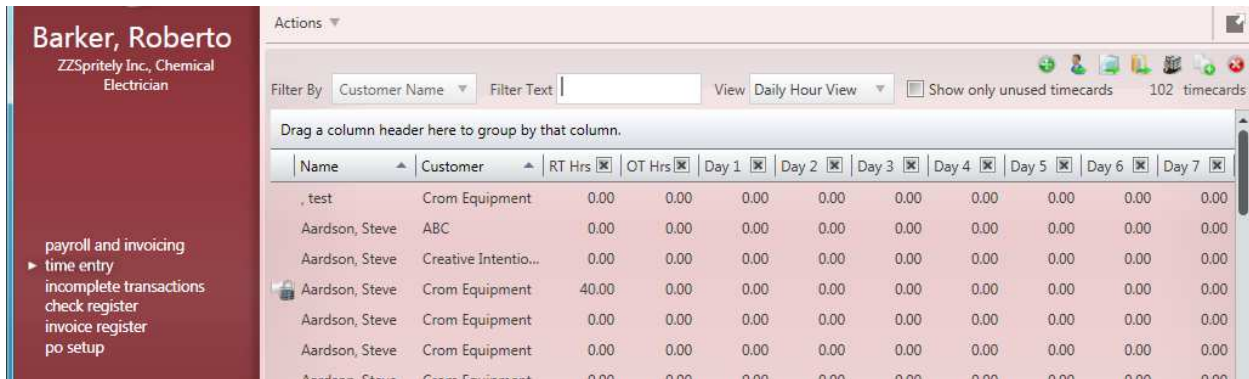 Barker, Roberto
ZZSpritely Inc., Chemical
Electrician
payroll and invoicing
time entry
incomplete transactions
check register
invoice register
po setup
Actions
Filter By Customer Name Filter Text View Daily Hour View Show only unused timecards 102 timecards
Drag a column header here to group by that column.
Name Customer RT Hrs OT Hrs Day 1 Day 2 Day 3 Day 4 Day 5 Day 6 Day 7
, test Crom Equipment 0.00 0.00 0.00 0.00 0.00 0.00 0.00 0.00 0.00
Aardson, Steve ABC 0.00 0.00 0.00 0.00 0.00 0.00 0.00 0.00 0.00
Aardson, Steve Creative Intentio... 0.00 0.00 0.00 0.00 0.00 0.00 0.00 0.00 0.00
Aardson, Steve Crom Equipment 40.00 0.00 0.00 0.00 0.00 0.00 0.00 0.00 0.00
Aardson, Steve Crom Equipment 0.00 0.00 0.00 0.00 0.00 0.00 0.00 0.00 0.00
Aardson, Steve Crom Equipment 0.00 0.00 0.00 0.00 0.00 0.00 0.00 0.00 0.00